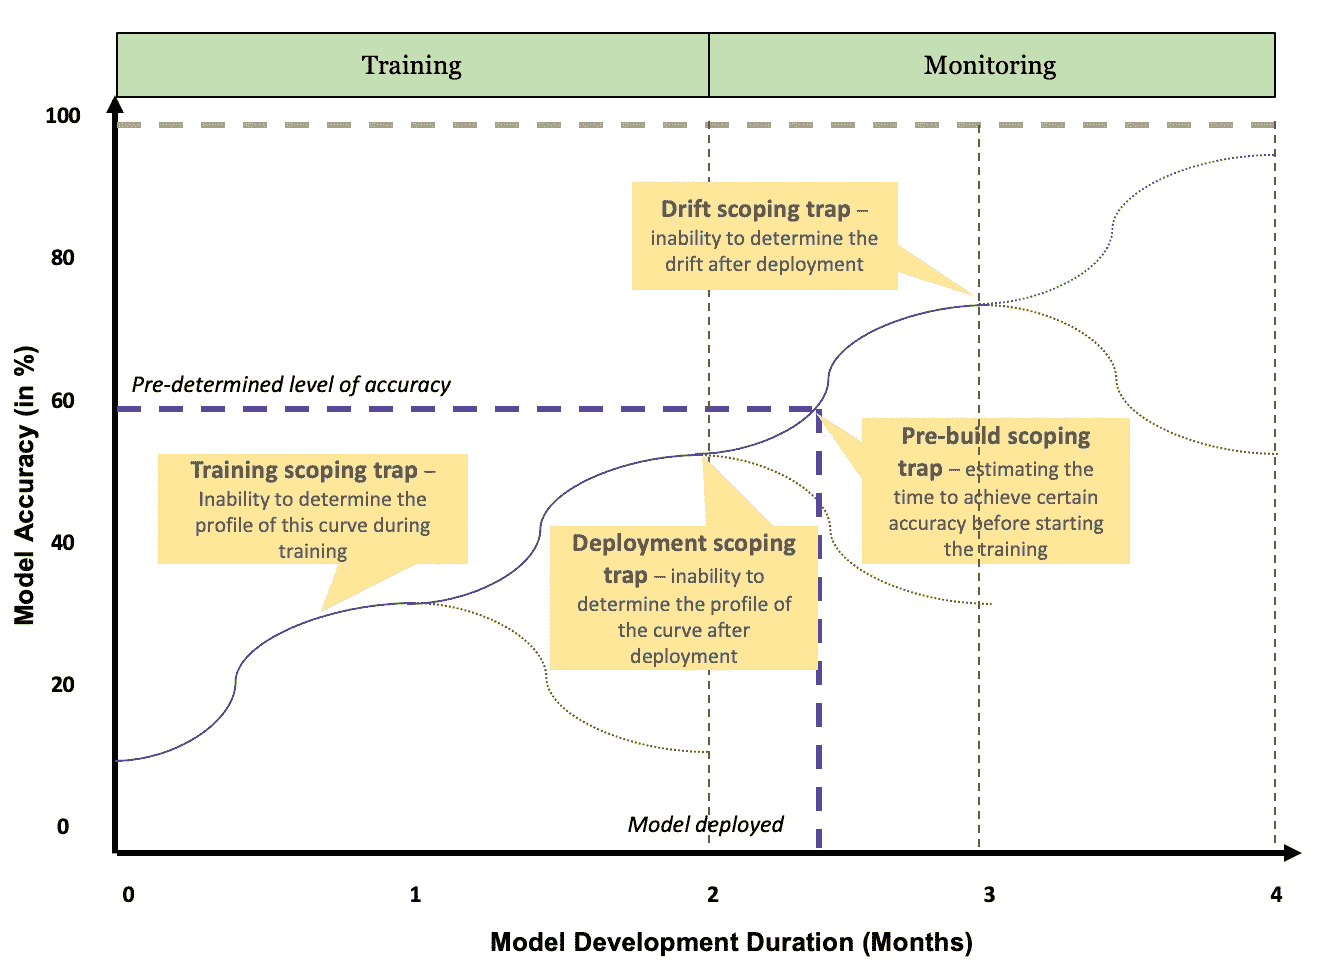 Training
Monitoring
100
80
60
40
20
0
Model Accuracy (in %)
Drift scoping trap –
inability to determine the
drift after deployment
Pre-determined level of accuracy
Training scoping trap –
Inability to determine the
profile of this curve during
training
Pre-build scoping
trap – estimating the
time to achieve certain
accuracy before starting
the training
Deployment scoping
trap – inability to
determine the profile of
the curve after
deployment
Model deployed
0
1
2
3
4
Model Development Duration (Months)